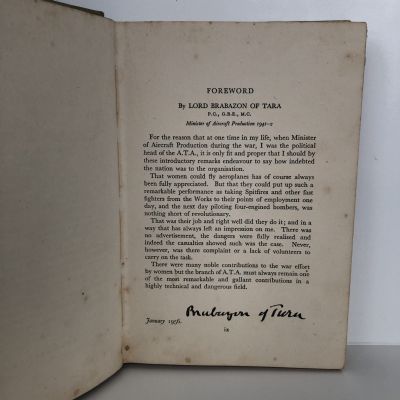 FOREWORD
By LORD BRABAZON OF TARA
P.C., G.B.E., M.C.
Minister of Aircraft Production 1941-2
For the reason that at one time in my life, when Minister
of Aircraft Production during the war, I was the political
head of the A.T.A., it is only fit and proper that I should by
these introductory remarks endeavour to say how indebted
the nation was to the organisation.
That women could fly aeroplanes has of course always
been fully appreciated. But that they could put up such a
remarkable performance as taking Spitfires and other fast
fighters from the Works to their points of employment one
day, and the next day piloting four-engined bombers, was
nothing short of revolutionary.
That was their job and right well did they do it; and in a
way that has always left an impression on me. There was
no advertisement, the dangers were fully realized and
indeed the casualties showed such was the case. Never,
however, was there complaint or a lack of volunteers to
carry on the task.
There were many noble contributions to the war effort
by women but the branch of A.T.A. must always remain one
of the most remarkable and gallant contributions in a
highly technical and dangerous field.
Brabazon of Tara
January 1956.
ix